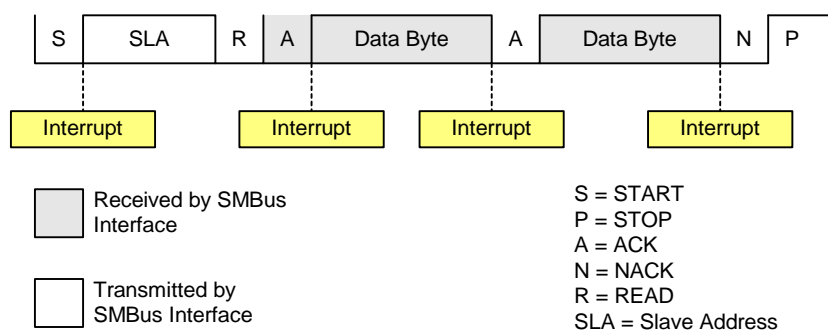 S SLA R A Data Byte A Data Byte N P
Interrupt Interrupt Interrupt Interrupt
Received by SMBus
Interface
Transmitted by
SMBus Interface
S = START
P = STOP
A = ACK
N = NACK
R = READ
SLA = Slave Address